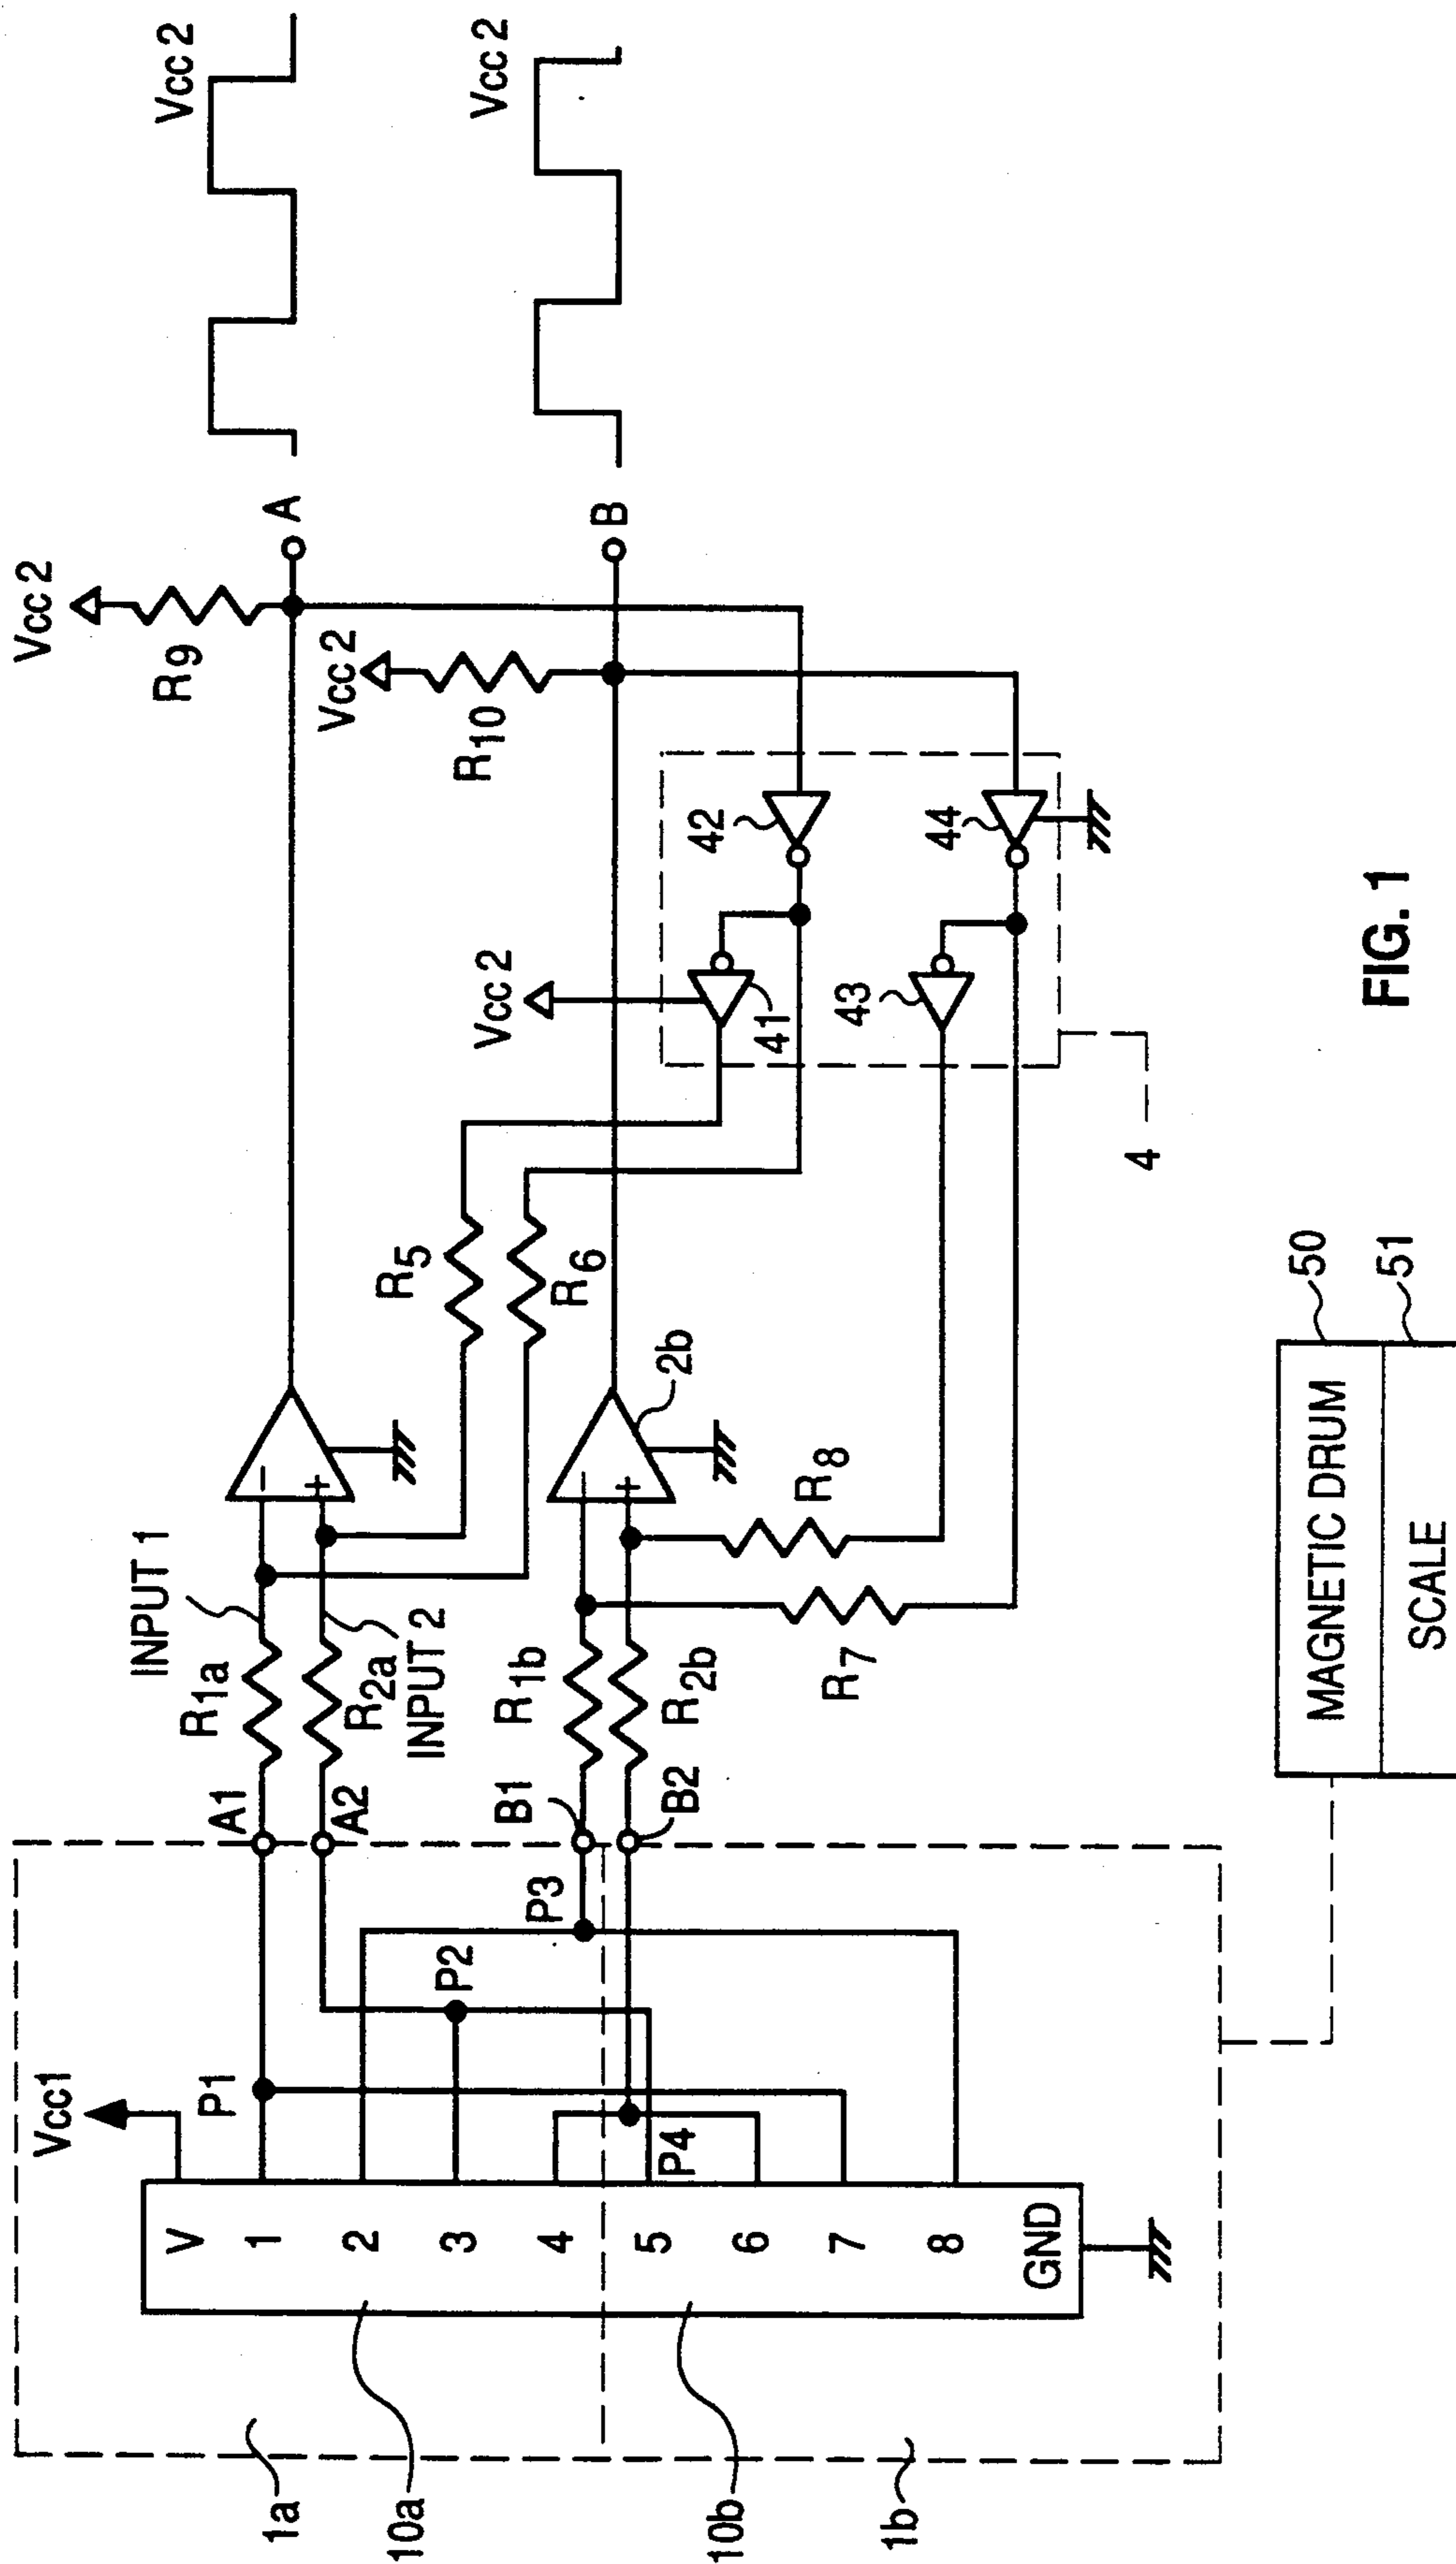 Vcc1
V
1
2
3
4
5
6
7
8
GND
1a
10a
10b
1b
P1
P2
P3
P4
A1
A2
B1
B2
R1a
R2a
INPUT 1
INPUT 2
R1b
R2b
−
+
−
+
2b
R5
R6
R7
R8
Vcc 2
41
42
43
44
4
Vcc 2
R9
Vcc 2
R10
A
B
Vcc 2
Vcc 2
MAGNETIC DRUM
50
SCALE
51
FIG. 1